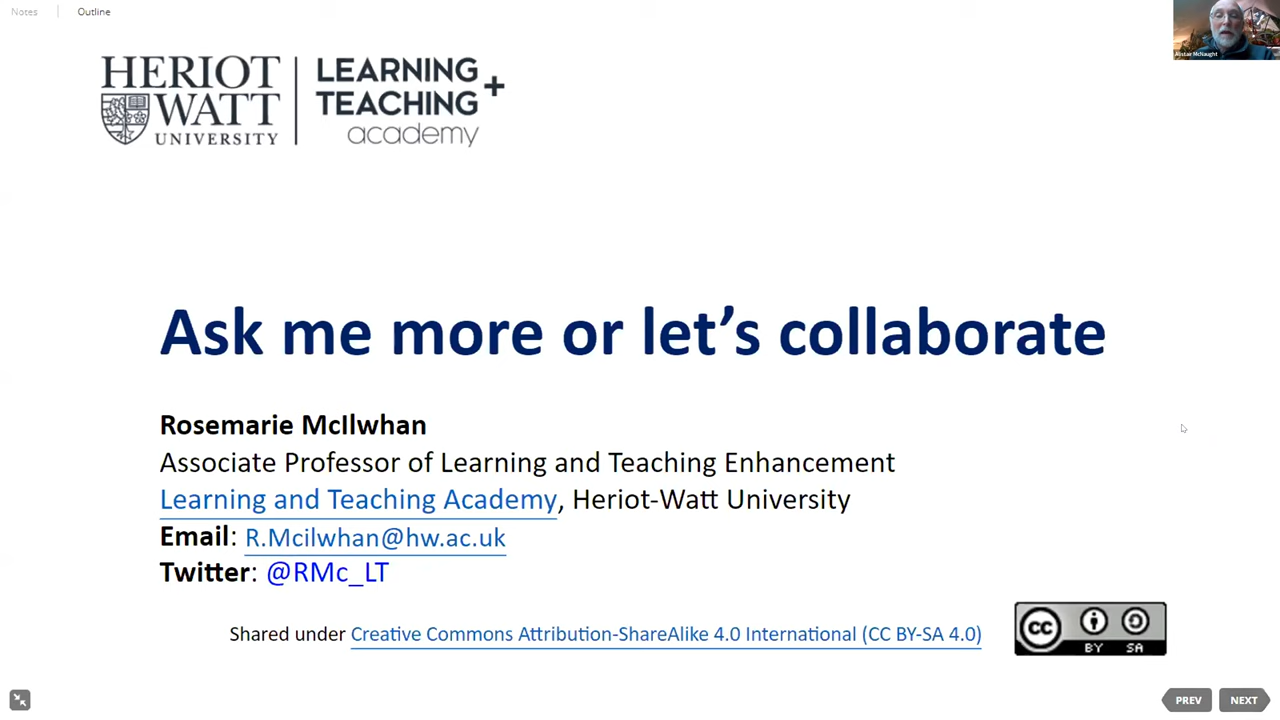 Notes
Outline
Alistair McNaught
HERIOT
WATT
UNIVERSITY
LEARNING+
TEACHING
academy
Ask me more or let’s collaborate
Rosemarie McIlwhan
Associate Professor of Learning and Teaching Enhancement
Learning and Teaching Academy, Heriot-Watt University
Email: R.Mcilwhan@hw.ac.uk
Twitter: @RMc_LT
Shared under Creative Commons Attribution-ShareAlike 4.0 International (CC BY-SA 4.0)
cc
BY SA
PREV NEXT